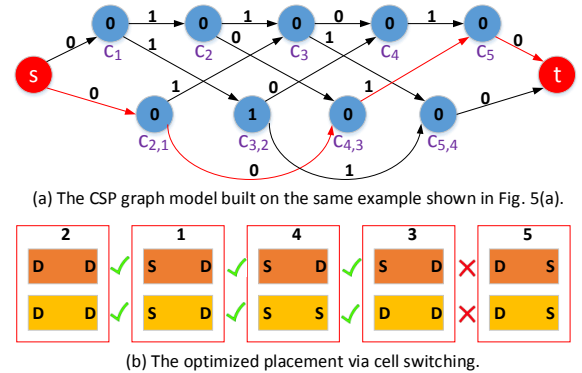 1 1 0 1
0 0 0 0 0 0 0
C1 1 C2 0 C3 1 C4 C5
s t
0 1 0 1 0
0 1 0 0
C2,1 C3,2 C4,3 C5,4
0 1
(a) The CSP graph model built on the same example shown in Fig. 5(a).
2 1 4 3 5
D D S D S D S D D S
D D S D S S D D D S
(b) The optimized placement via cell switching.